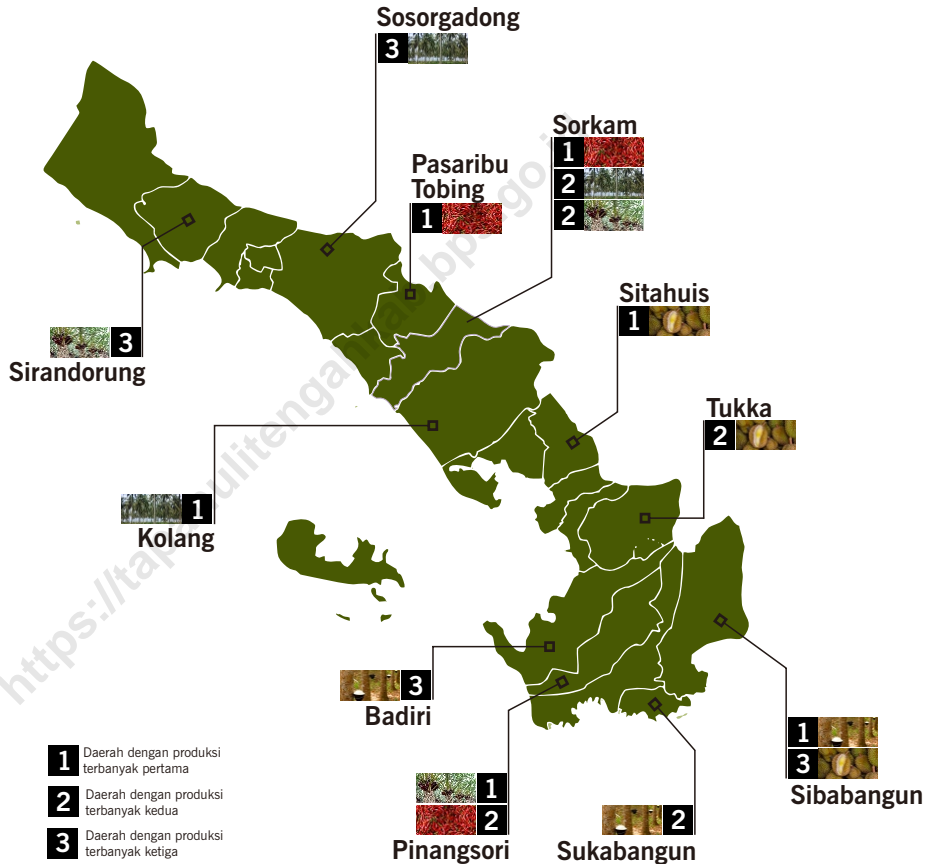 Sosorgadong
3
Sorkam
1
2
2
Pasaribu
Tobing
1
Sitahuis
1
3
Sirandorung
Tukka
2
1
Kolang
3
Badiri
1
3
Sibabangun
1
2
Pinangsori
2
Sukabangun
1 Daerah dengan produksi
terbanyak pertama
2 Daerah dengan produksi
terbanyak kedua
3 Daerah dengan produksi
terbanyak ketiga